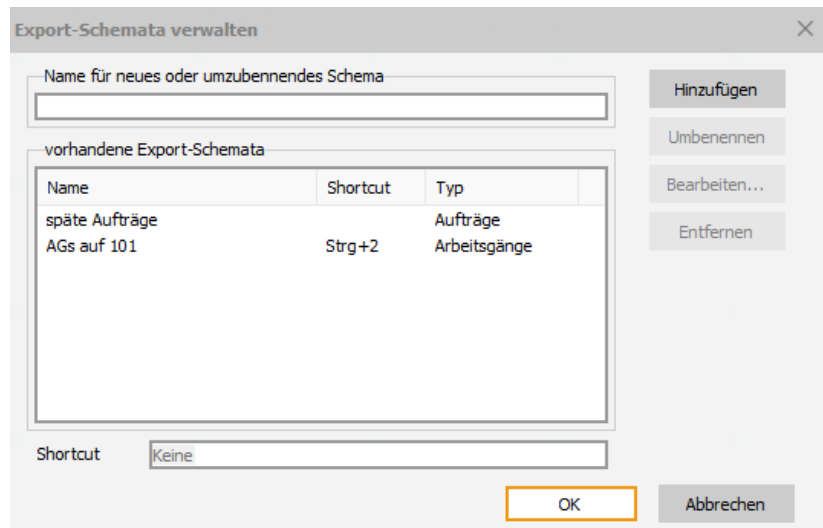 Export-Schemata verwalten
Name für neues oder umzubennendes Schema
Hinzufügen
Umbenennen
vorhandene Export-Schemata
Name Shortcut Typ
Bearbeiten...
späte Aufträge Aufträge
Entfernen
AGs auf 101 Strg+2 Arbeitsgänge
Shortcut Keine
OK Abbrechen